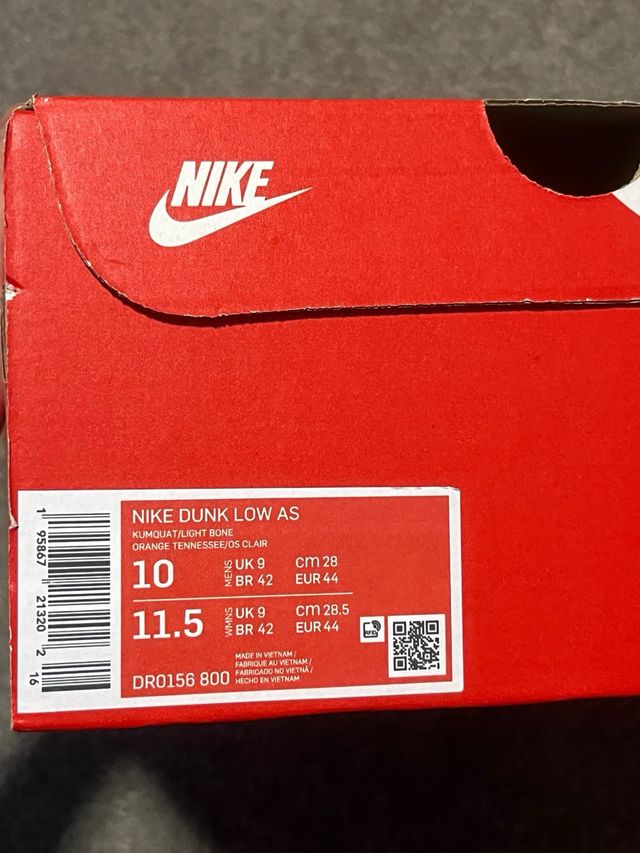 NIKE
NIKE DUNK LOW AS
KUMQUAT/LIGHT BONE
ORANGE TENNESSEE/OS CLAIR
10 MENS UK 9 CM 28
BR 42 EUR 44
11.5 WMNS UK 9 CM 28.5
BR 42 EUR 44
RFID
MADE IN VIETNAM /
FABRIQUE AU VIETNAM /
FABRICADO NO VIETNÃ /
HECHO EN VIETNAM
DR0156 800
1 95867 21320 2 16